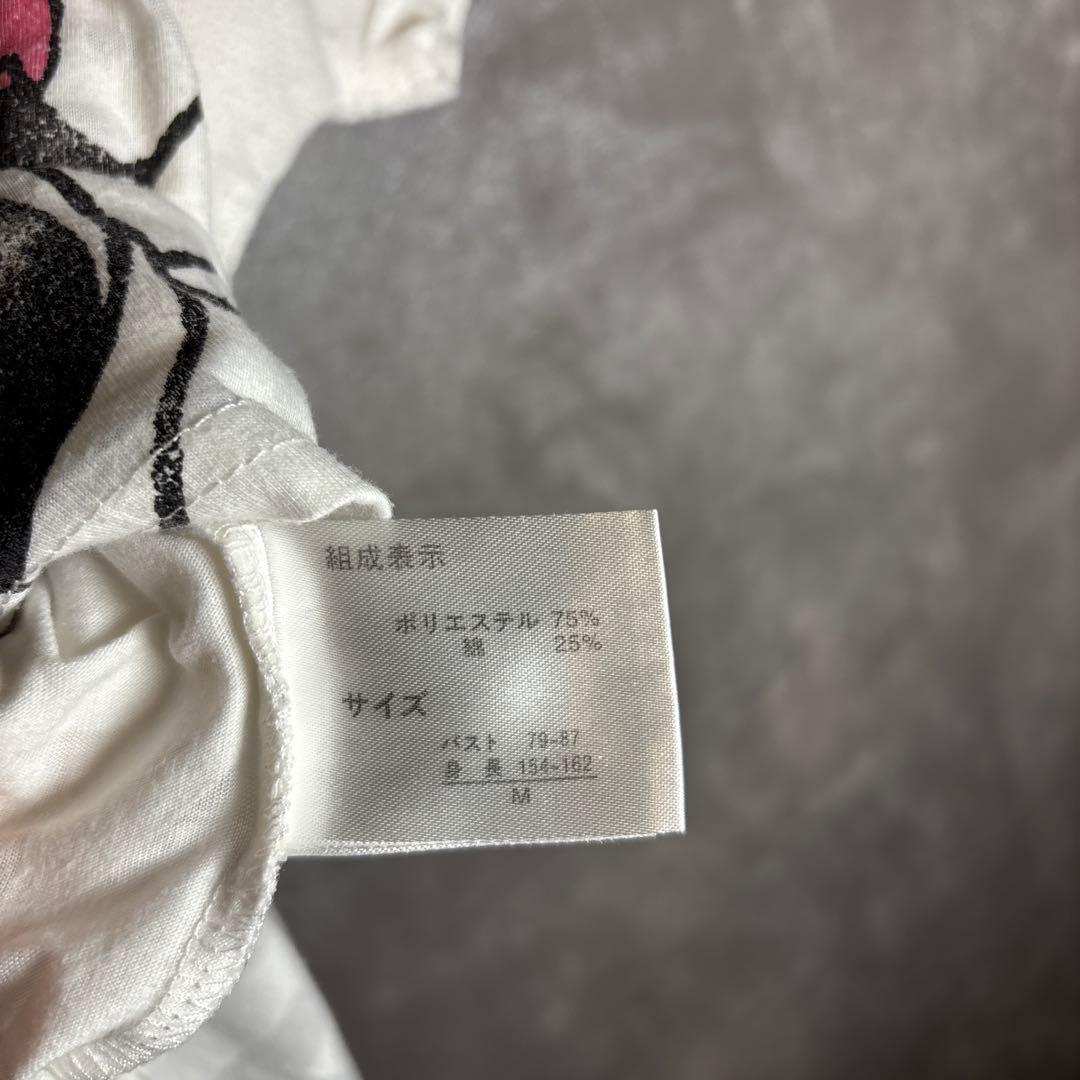 組成表示
ポリエステル 75%
綿 25%
サイズ
バスト 79-87
身長 154-162
M